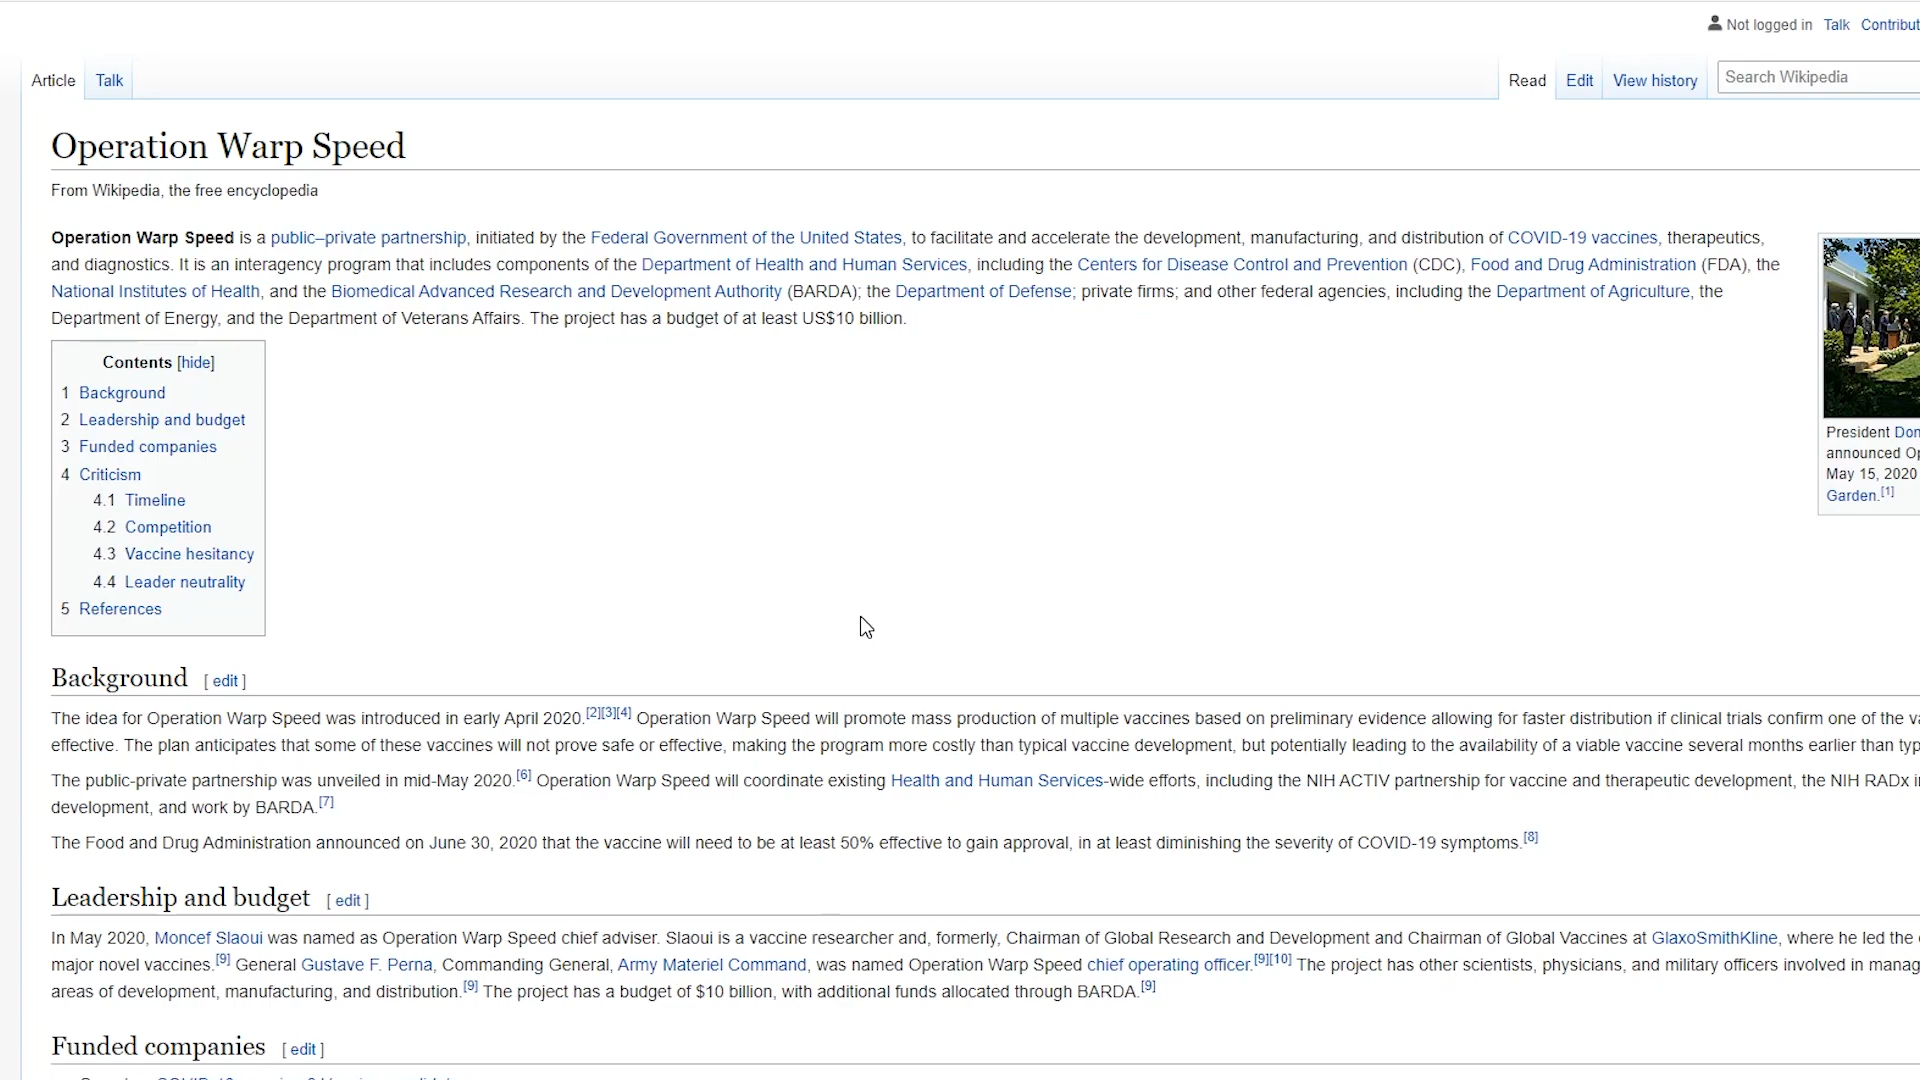 Not logged in Talk Contribut
Article Talk
Read Edit View history Search Wikipedia
Operation Warp Speed
From Wikipedia, the free encyclopedia
Operation Warp Speed is a public–private partnership, initiated by the Federal Government of the United States, to facilitate and accelerate the development, manufacturing, and distribution of COVID-19 vaccines, therapeutics,
and diagnostics. It is an interagency program that includes components of the Department of Health and Human Services, including the Centers for Disease Control and Prevention (CDC), Food and Drug Administration (FDA), the
National Institutes of Health, and the Biomedical Advanced Research and Development Authority (BARDA); the Department of Defense; private firms; and other federal agencies, including the Department of Agriculture, the
Department of Energy, and the Department of Veterans Affairs. The project has a budget of at least US$10 billion.
President Don
announced Op
May 15, 2020
Garden.[1]
Contents [hide]
1 Background
2 Leadership and budget
3 Funded companies
4 Criticism
4.1 Timeline
4.2 Competition
4.3 Vaccine hesitancy
4.4 Leader neutrality
5 References
Background [ edit ]
The idea for Operation Warp Speed was introduced in early April 2020.[2][3][4] Operation Warp Speed will promote mass production of multiple vaccines based on preliminary evidence allowing for faster distribution if clinical trials confirm one of the va
effective. The plan anticipates that some of these vaccines will not prove safe or effective, making the program more costly than typical vaccine development, but potentially leading to the availability of a viable vaccine several months earlier than typ
The public-private partnership was unveiled in mid-May 2020.[6] Operation Warp Speed will coordinate existing Health and Human Services-wide efforts, including the NIH ACTIV partnership for vaccine and therapeutic development, the NIH RADx i
development, and work by BARDA.[7]
The Food and Drug Administration announced on June 30, 2020 that the vaccine will need to be at least 50% effective to gain approval, in at least diminishing the severity of COVID-19 symptoms.[8]
Leadership and budget [ edit ]
In May 2020, Moncef Slaoui was named as Operation Warp Speed chief adviser. Slaoui is a vaccine researcher and, formerly, Chairman of Global Research and Development and Chairman of Global Vaccines at GlaxoSmithKline, where he led the
major novel vaccines.[9] General Gustave F. Perna, Commanding General, Army Materiel Command, was named Operation Warp Speed chief operating officer.[9][10] The project has other scientists, physicians, and military officers involved in manag
areas of development, manufacturing, and distribution.[9] The project has a budget of $10 billion, with additional funds allocated through BARDA.[9]
Funded companies [ edit ]